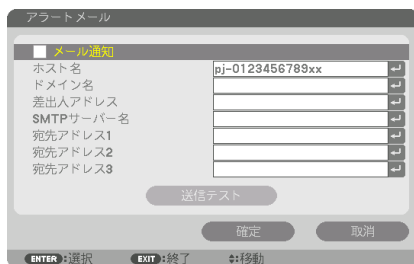 アラートメール
メール通知
ホスト名 pj-0123456789xx
ドメイン名
差出人アドレス
SMTPサーバー名
宛先アドレス1
宛先アドレス2
宛先アドレス3
送信テスト
確定 取消
ENTER:選択 EXIT:終了 :移動